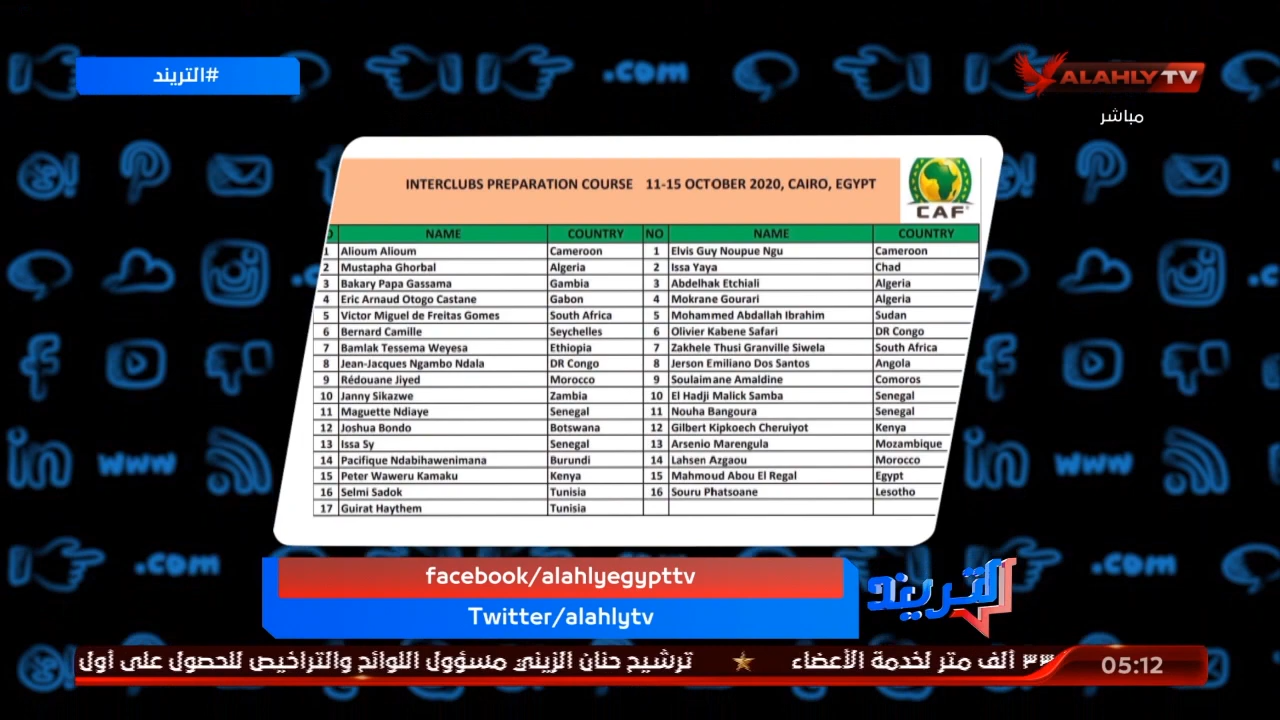 #التريند
ALAHLY TV
مباشر
INTERCLUBS PREPARATION COURSE 11-15 OCTOBER 2020, CAIRO, EGYPT
CAF
NAME COUNTRY NO NAME COUNTRY
1 Alioum Alioum Cameroon 1 Elvis Guy Noupue Ngu Cameroon
2 Mustapha Ghorbal Algeria 2 Issa Yaya Chad
3 Bakary Papa Gassama Gambia 3 Abdelhak Etchiali Algeria
4 Eric Arnaud Otogo Castane Gabon 4 Mokrane Gourari Algeria
5 Victor Miguel de Freitas Gomes South Africa 5 Mohammed Abdallah Ibrahim Sudan
6 Bernard Camille Seychelles 6 Olivier Kabene Safari DR Congo
7 Bamlak Tessema Weyesa Ethiopia 7 Zakhele Thusi Granville Siwela South Africa
8 Jean-Jacques Ngambo Ndala DR Congo 8 Jerson Emiliano Dos Santos Angola
9 Rédouane Jiyed Morocco 9 Soulaimane Amaldine Comoros
10 Janny Sikazwe Zambia 10 El Hadji Malick Samba Senegal
11 Maguette Ndiaye Senegal 11 Nouha Bangoura Senegal
12 Joshua Bondo Botswana 12 Gilbert Kipkoech Cheruiyot Kenya
13 Issa Sy Senegal 13 Arsenio Marengula Mozambique
14 Pacifique Ndabihawenimana Burundi 14 Lahsen Azgaou Morocco
15 Peter Waweru Kamaku Kenya 15 Mahmoud Abou El Regal Egypt
16 Selmi Sadok Tunisia 16 Souru Phatsoane Lesotho
17 Guirat Haythem Tunisia
facebook/alahlyegypttv
Twitter/alahlytv
التريند
٣٣ ألف متر لخدمة الأعضاء ترشيح حنان الزيني مسؤول اللوائح والتراخيص للحصول على أول
05:12
.com
www
www
.com
.com